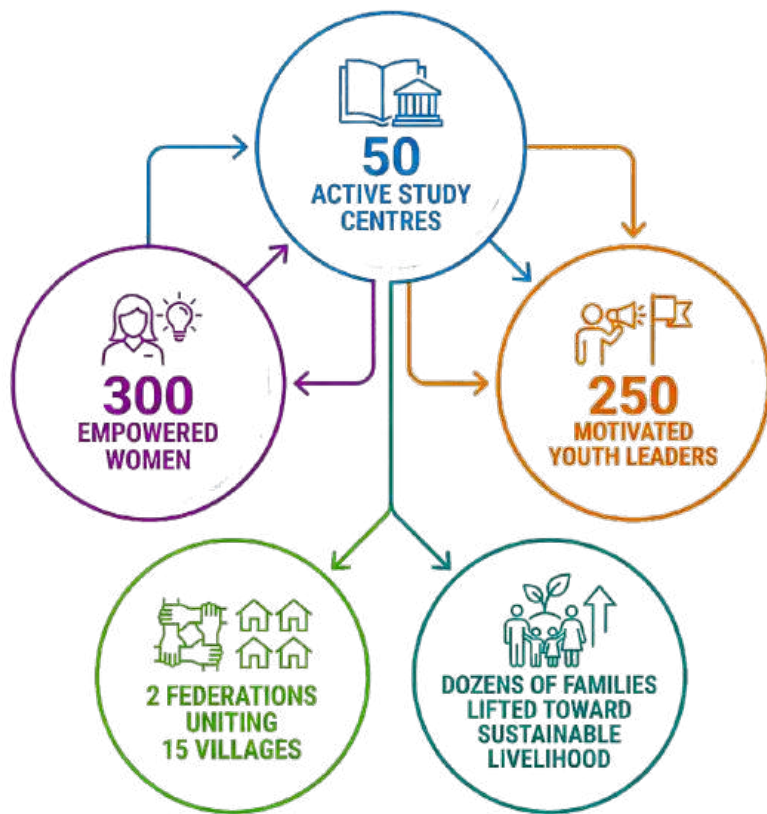 50
ACTIVE STUDY
CENTRES
300
EMPOWERED
WOMEN
250
MOTIVATED
YOUTH LEADERS
2 FEDERATIONS
UNITING
15 VILLAGES
DOZENS OF FAMILIES
LIFTED TOWARD
SUSTAINABLE
LIVELIHOOD